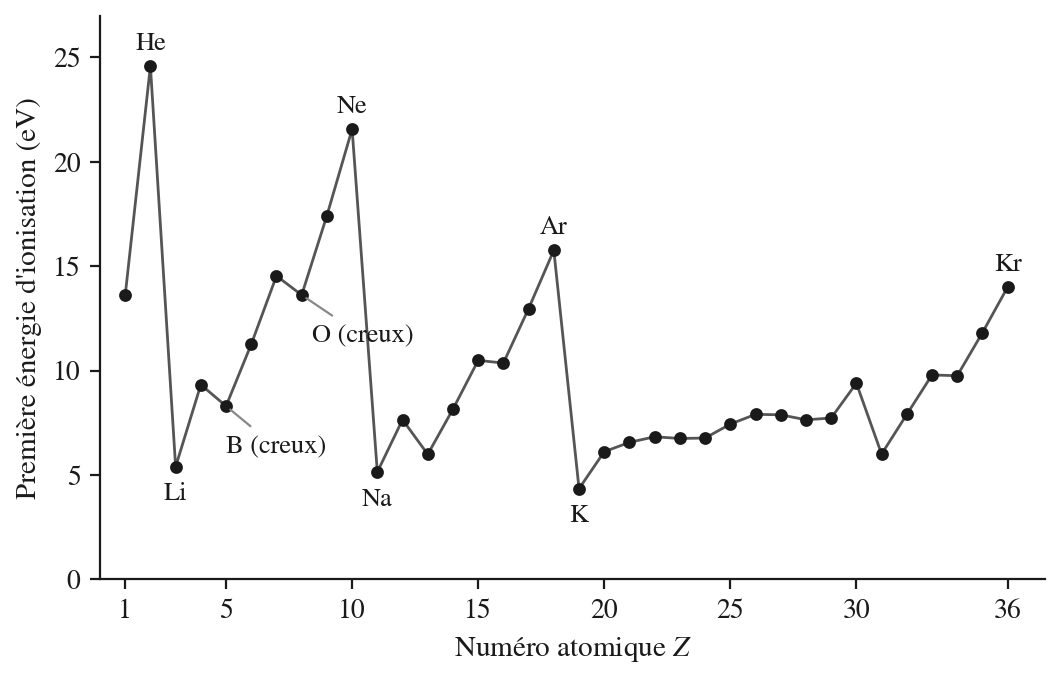 He
25
Ne
20
Première énergie d'ionisation (eV)
Ar
15
Kr
O (creux)
10
B (creux)
5
Li
Na
K
0
1 5 10 15 20 25 30 36
Numéro atomique Z